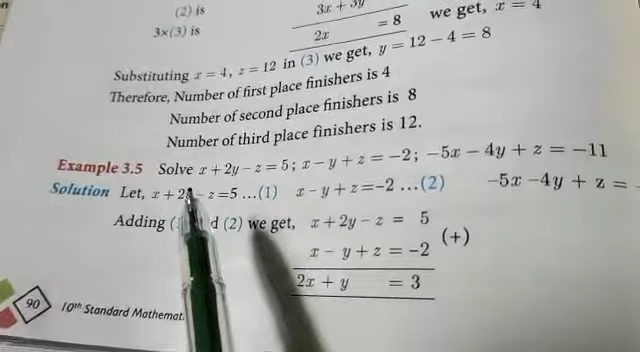 (2) is 3x + 3y
3×(3) is 2x = 8 we get, x = 4
Substituting x = 4, z = 12 in (3) we get, y = 12 − 4 = 8
Therefore, Number of first place finishers is 4
Number of second place finishers is 8
Number of third place finishers is 12.
Example 3.5 Solve x + 2y − z = 5; x − y + z = −2; −5x − 4y + z = −11
Solution Let, x + 2y − z = 5 ...(1) x − y + z = −2 ...(2) −5x − 4y + z =
Adding ( d (2) we get, x + 2y − z = 5
x − y + z = −2 (+)
2x + y = 3
90 10th Standard Mathemat